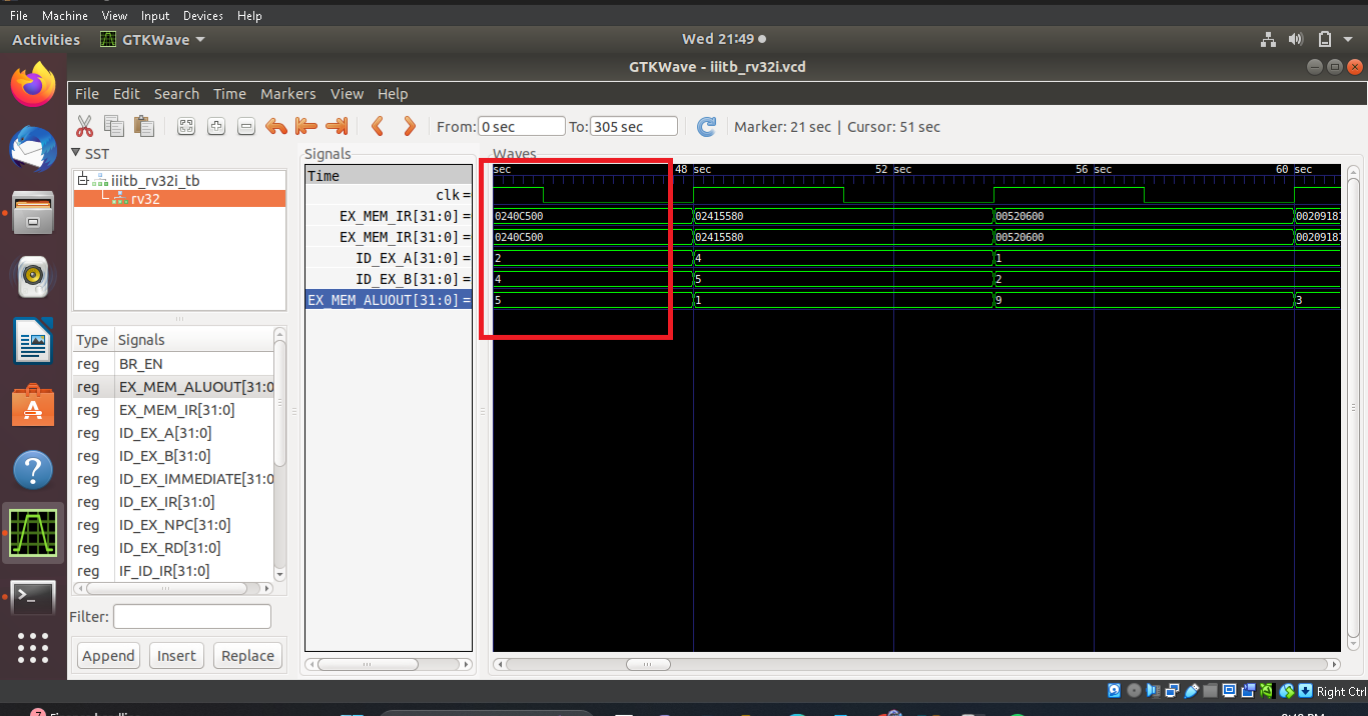 File Machine View Input Devices Help
Activities GTKWave Wed 21:49
GTKWave - iiitb_rv32i.vcd
File Edit Search Time Markers View Help
From: 0 sec To: 305 sec Marker: 21 sec | Cursor: 51 sec
SST
iiitb_rv32i_tb
rv32
Type Signals
reg BR_EN
reg EX_MEM_ALUOUT[31:0
reg EX_MEM_IR[31:0]
reg ID_EX_A[31:0]
reg ID_EX_B[31:0]
reg ID_EX_IMMEDIATE[31:0
reg ID_EX_IR[31:0]
reg ID_EX_NPC[31:0]
reg ID_EX_RD[31:0]
reg IF_ID_IR[31:0]
Filter:
Append Insert Replace
Signals
Time
clk =
EX_MEM_IR[31:0] =
EX_MEM_IR[31:0] =
ID_EX_A[31:0] =
ID_EX_B[31:0] =
EX_MEM_ALUOUT[31:0] =
Waves
sec 48 sec 52 sec 56 sec 60 sec
0240C500 02415580 00520600 00209181
0240C500 02415580 00520600 00209181
2 4 1
4 5 2
5 1 9 3
Right Ctrl